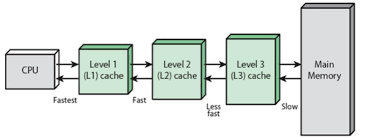 CPU
Level 1
(L1) cache
Level 2
(L2) cache
Level 3
(L3) cache
Main
Memory
Fastest
Fast
Less
fast
Slow